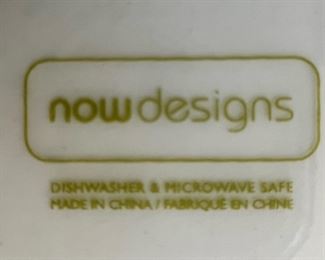 nowdesigns
DISHWASHER & MICROWAVE SAFE
MADE IN CHINA / FABRIQUÉ EN CHINE